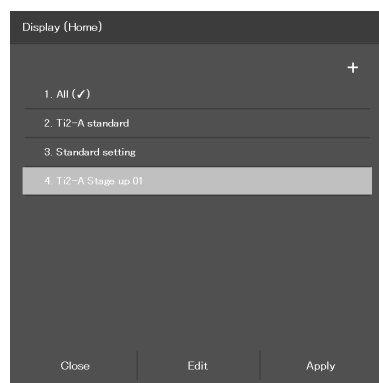 Display (Home)
+
1. All (✓)
2. Ti2-A standard
3. Standard setting
4. Ti2-A Stage up 01
Close Edit Apply